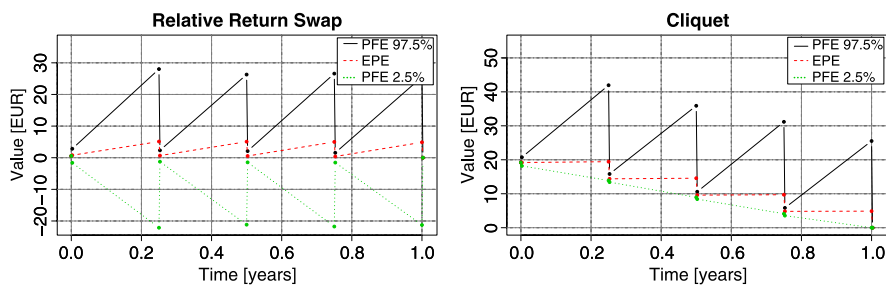 Relative Return Swap
PFE 97.5%
EPE
PFE 2.5%
Value [EUR]
30
20
10
0
−10
−20
0.0 0.2 0.4 0.6 0.8 1.0
Time [years]
Cliquet
PFE 97.5%
EPE
PFE 2.5%
Value [EUR]
50
40
30
20
10
0
0.0 0.2 0.4 0.6 0.8 1.0
Time [years]